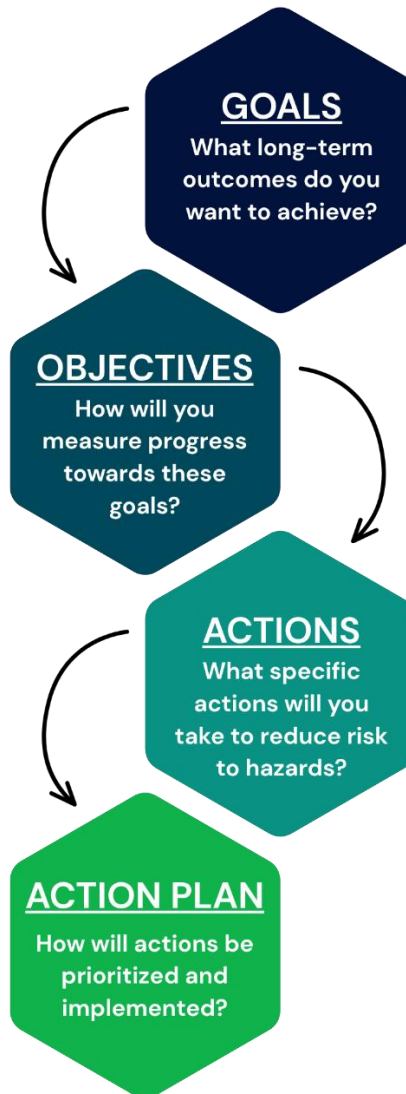 GOALS
What long-term
outcomes do you
want to achieve?
OBJECTIVES
How will you
measure progress
towards these
goals?
ACTIONS
What specific
actions will you
take to reduce risk
to hazards?
ACTION PLAN
How will actions be
prioritized and
implemented?